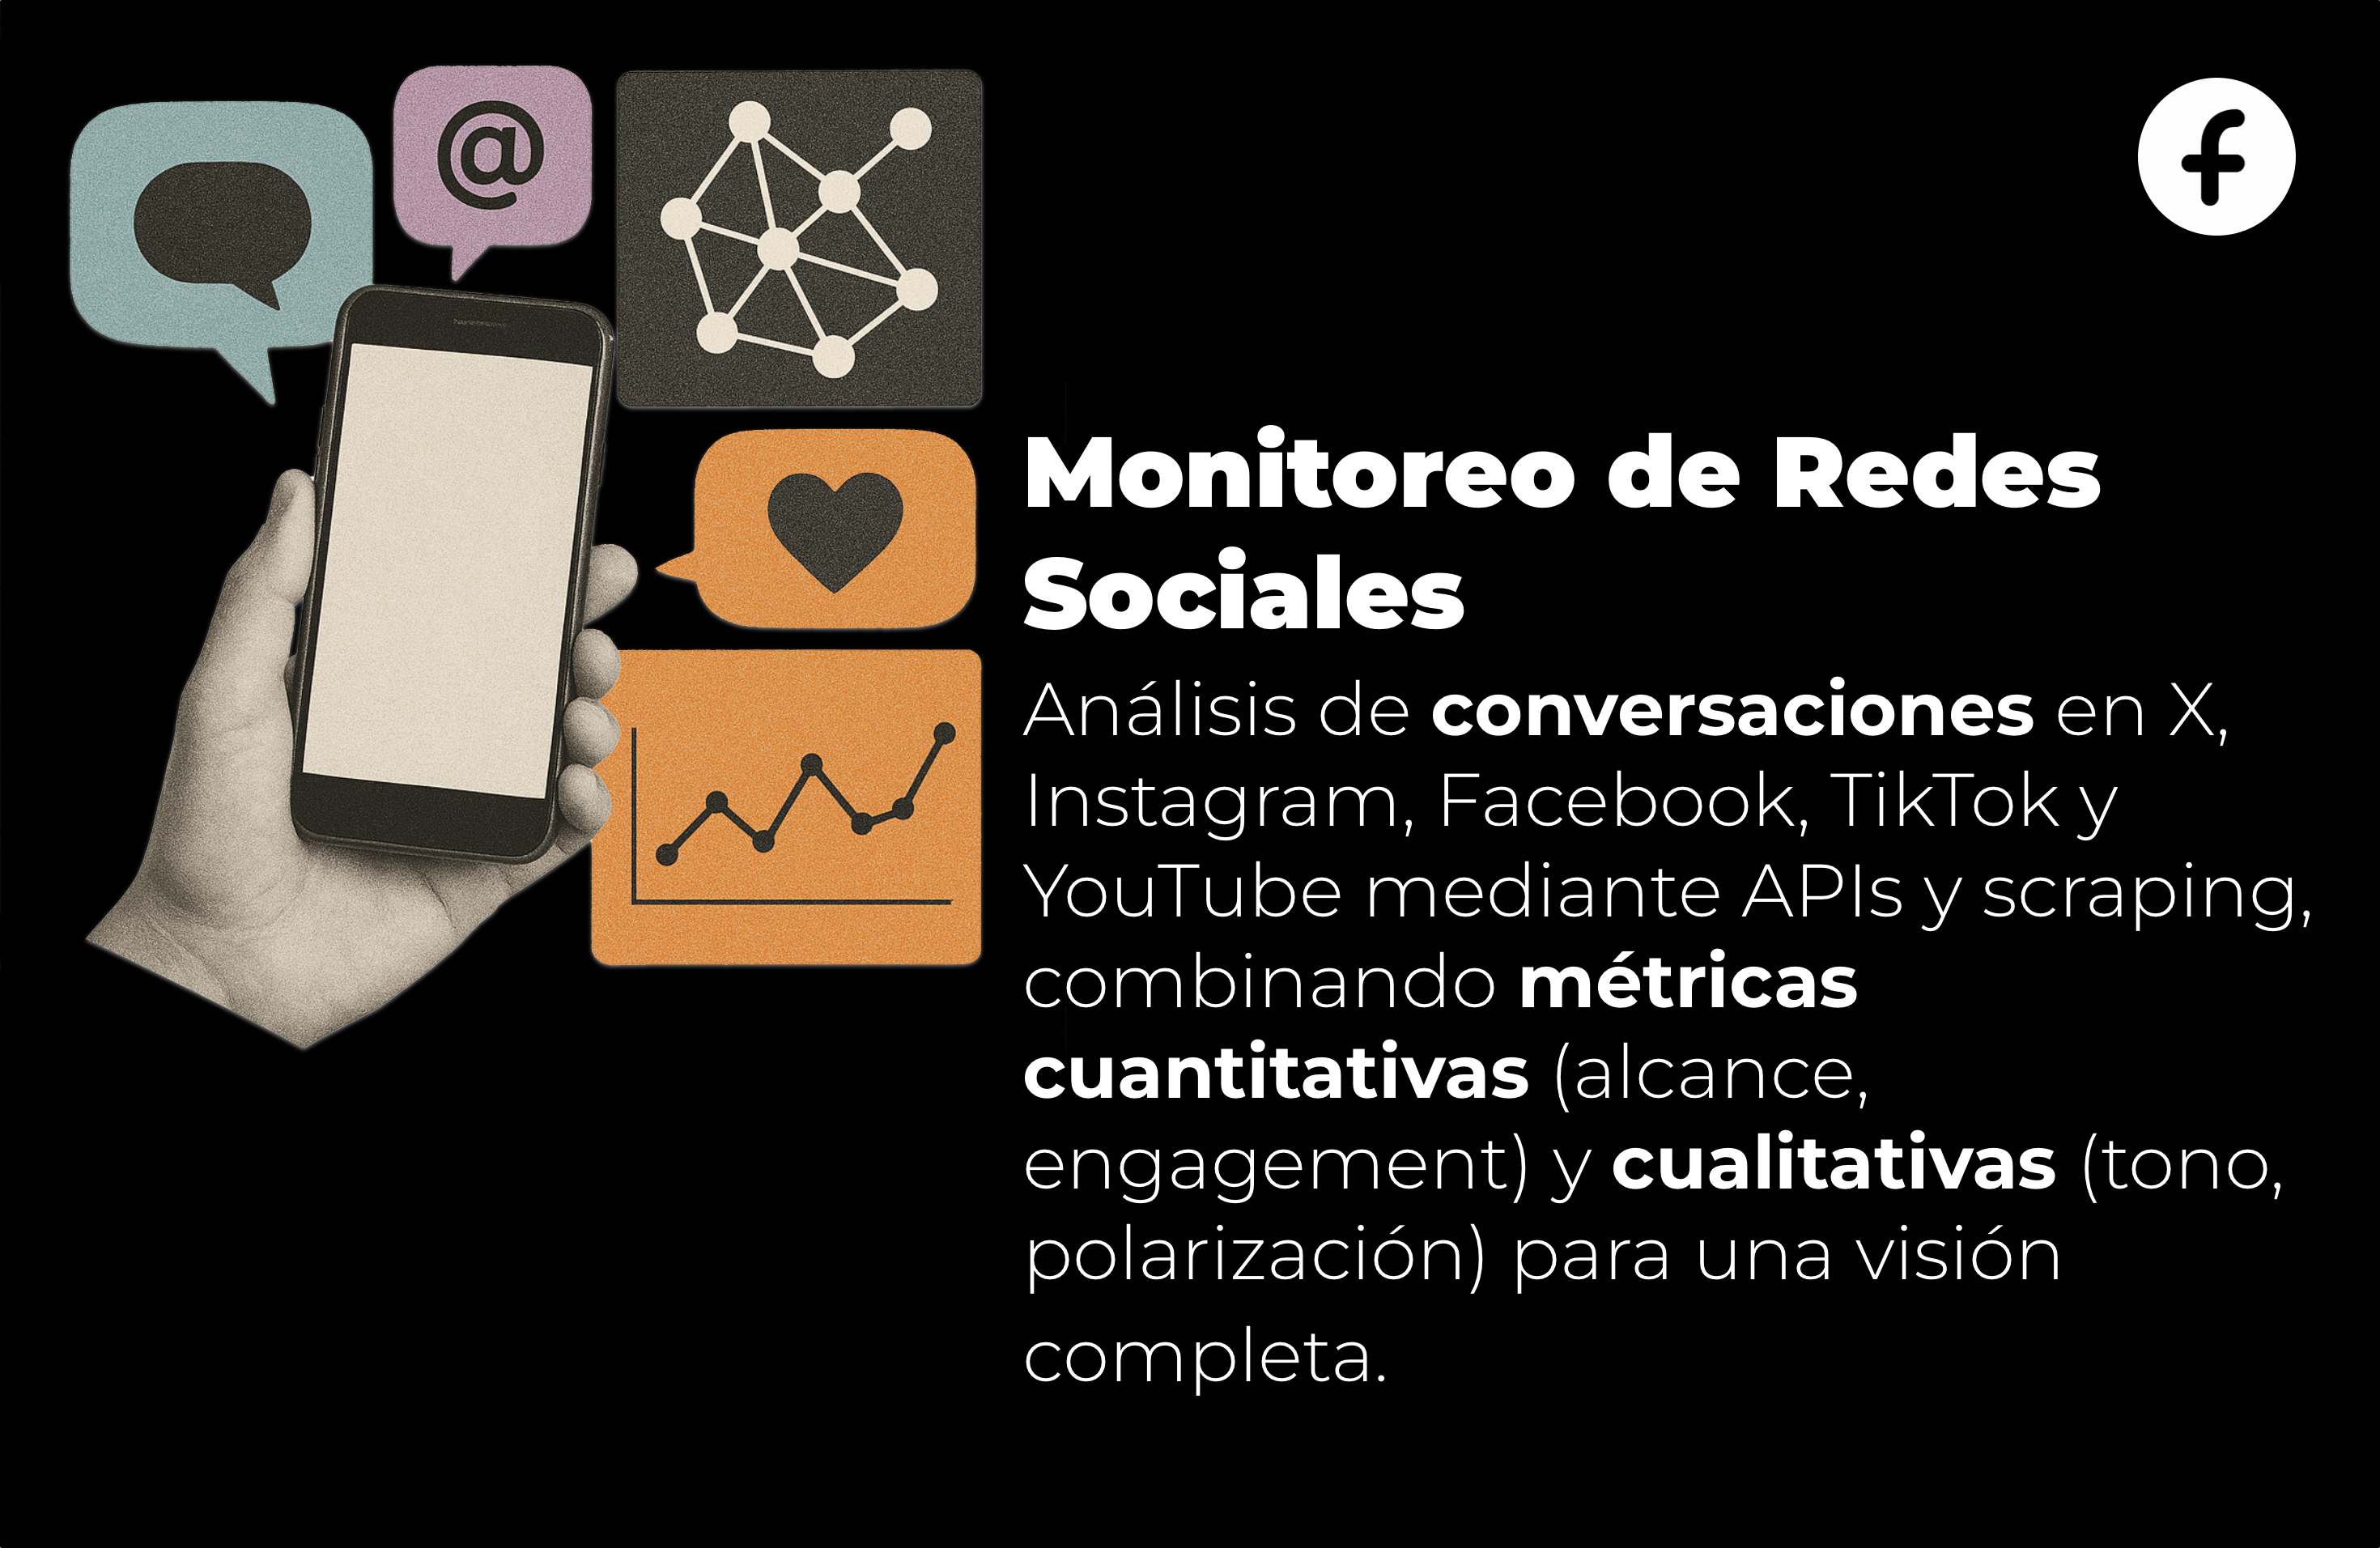 @
f
Monitoreo de Redes
Sociales
Análisis de conversaciones en X,
Instagram, Facebook, TikTok y
YouTube mediante APIs y scraping,
combinando métricas
cuantitativas (alcance,
engagement) y cualitativas (tono,
polarización) para una visión
completa.